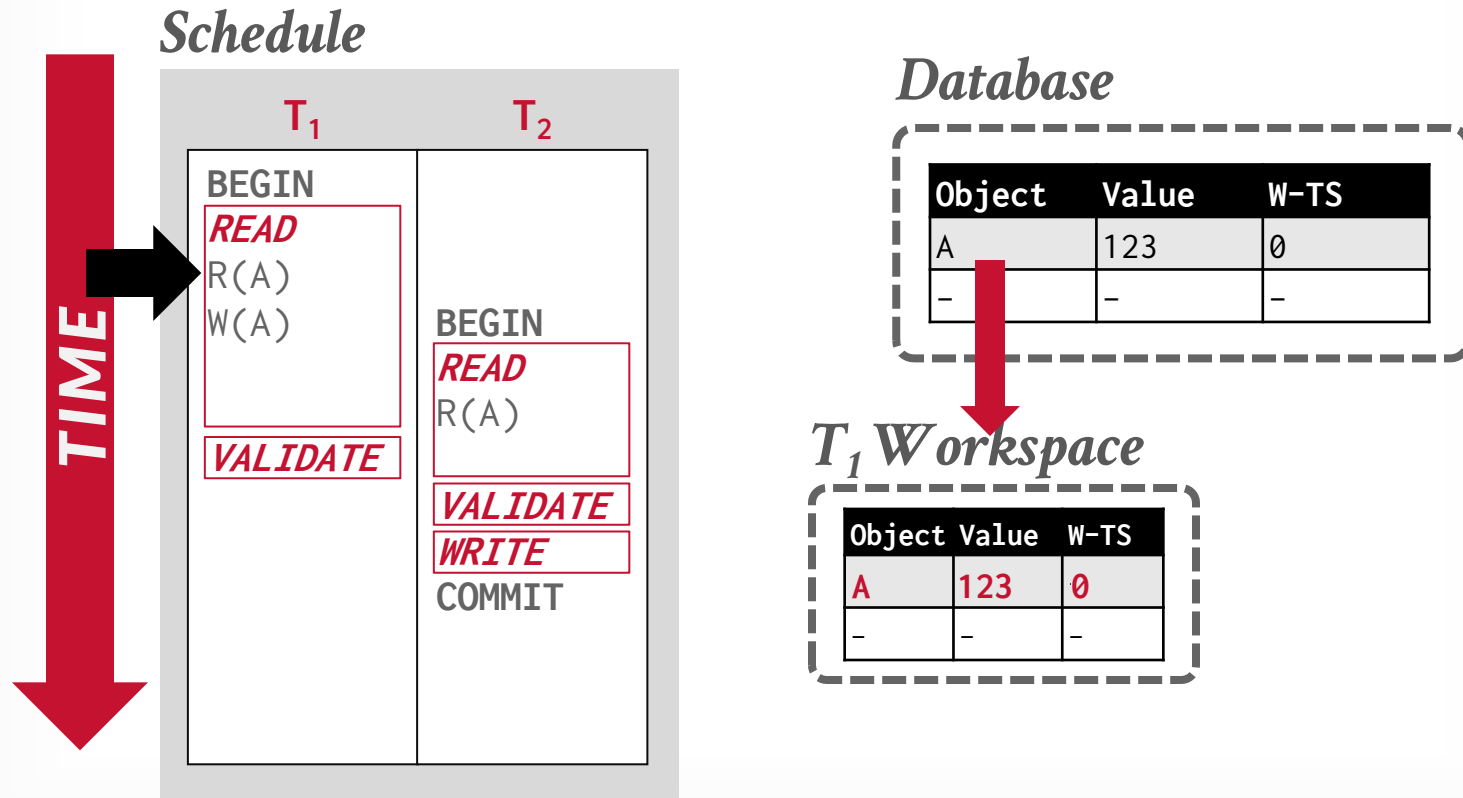 Schedule
TIME
T1
T2
BEGIN
READ
R(A)
W(A)
VALIDATE
BEGIN
READ
R(A)
VALIDATE
WRITE
COMMIT
Database
Object Value W-TS
A 123 0
- - -
T1 Workspace
Object Value W-TS
A 123 0
- - -